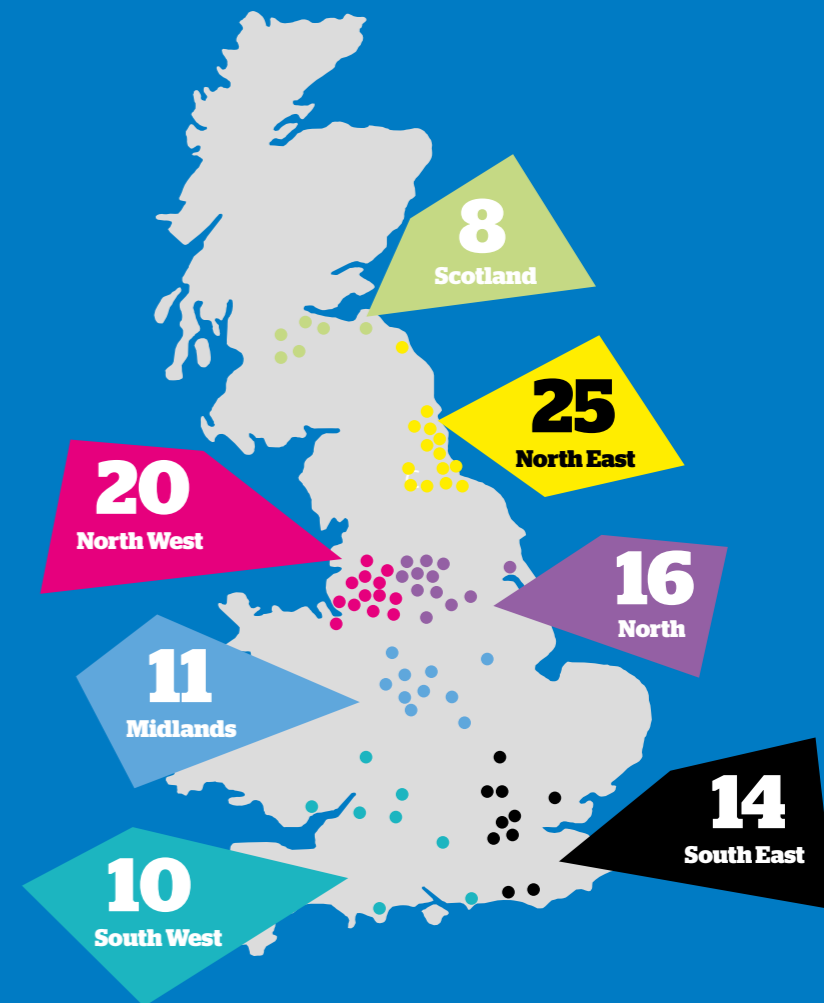 8
Scotland
25
North East
20
North West
16
North
11
Midlands
14
South East
10
South West